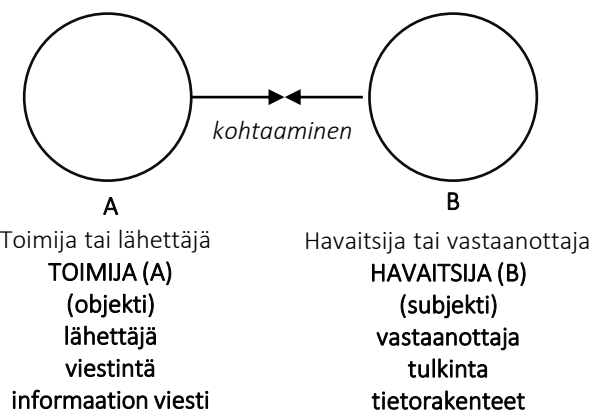 kohtaaminen
A
Toimija tai lähettäjä
TOIMIJA (A)
(objekti)
lähettäjä
viestintä
informaation viesti
B
Havaitsija tai vastaanottaja
HAVAITSIJA (B)
(subjekti)
vastaanottaja
tulkinta
tietorakenteet